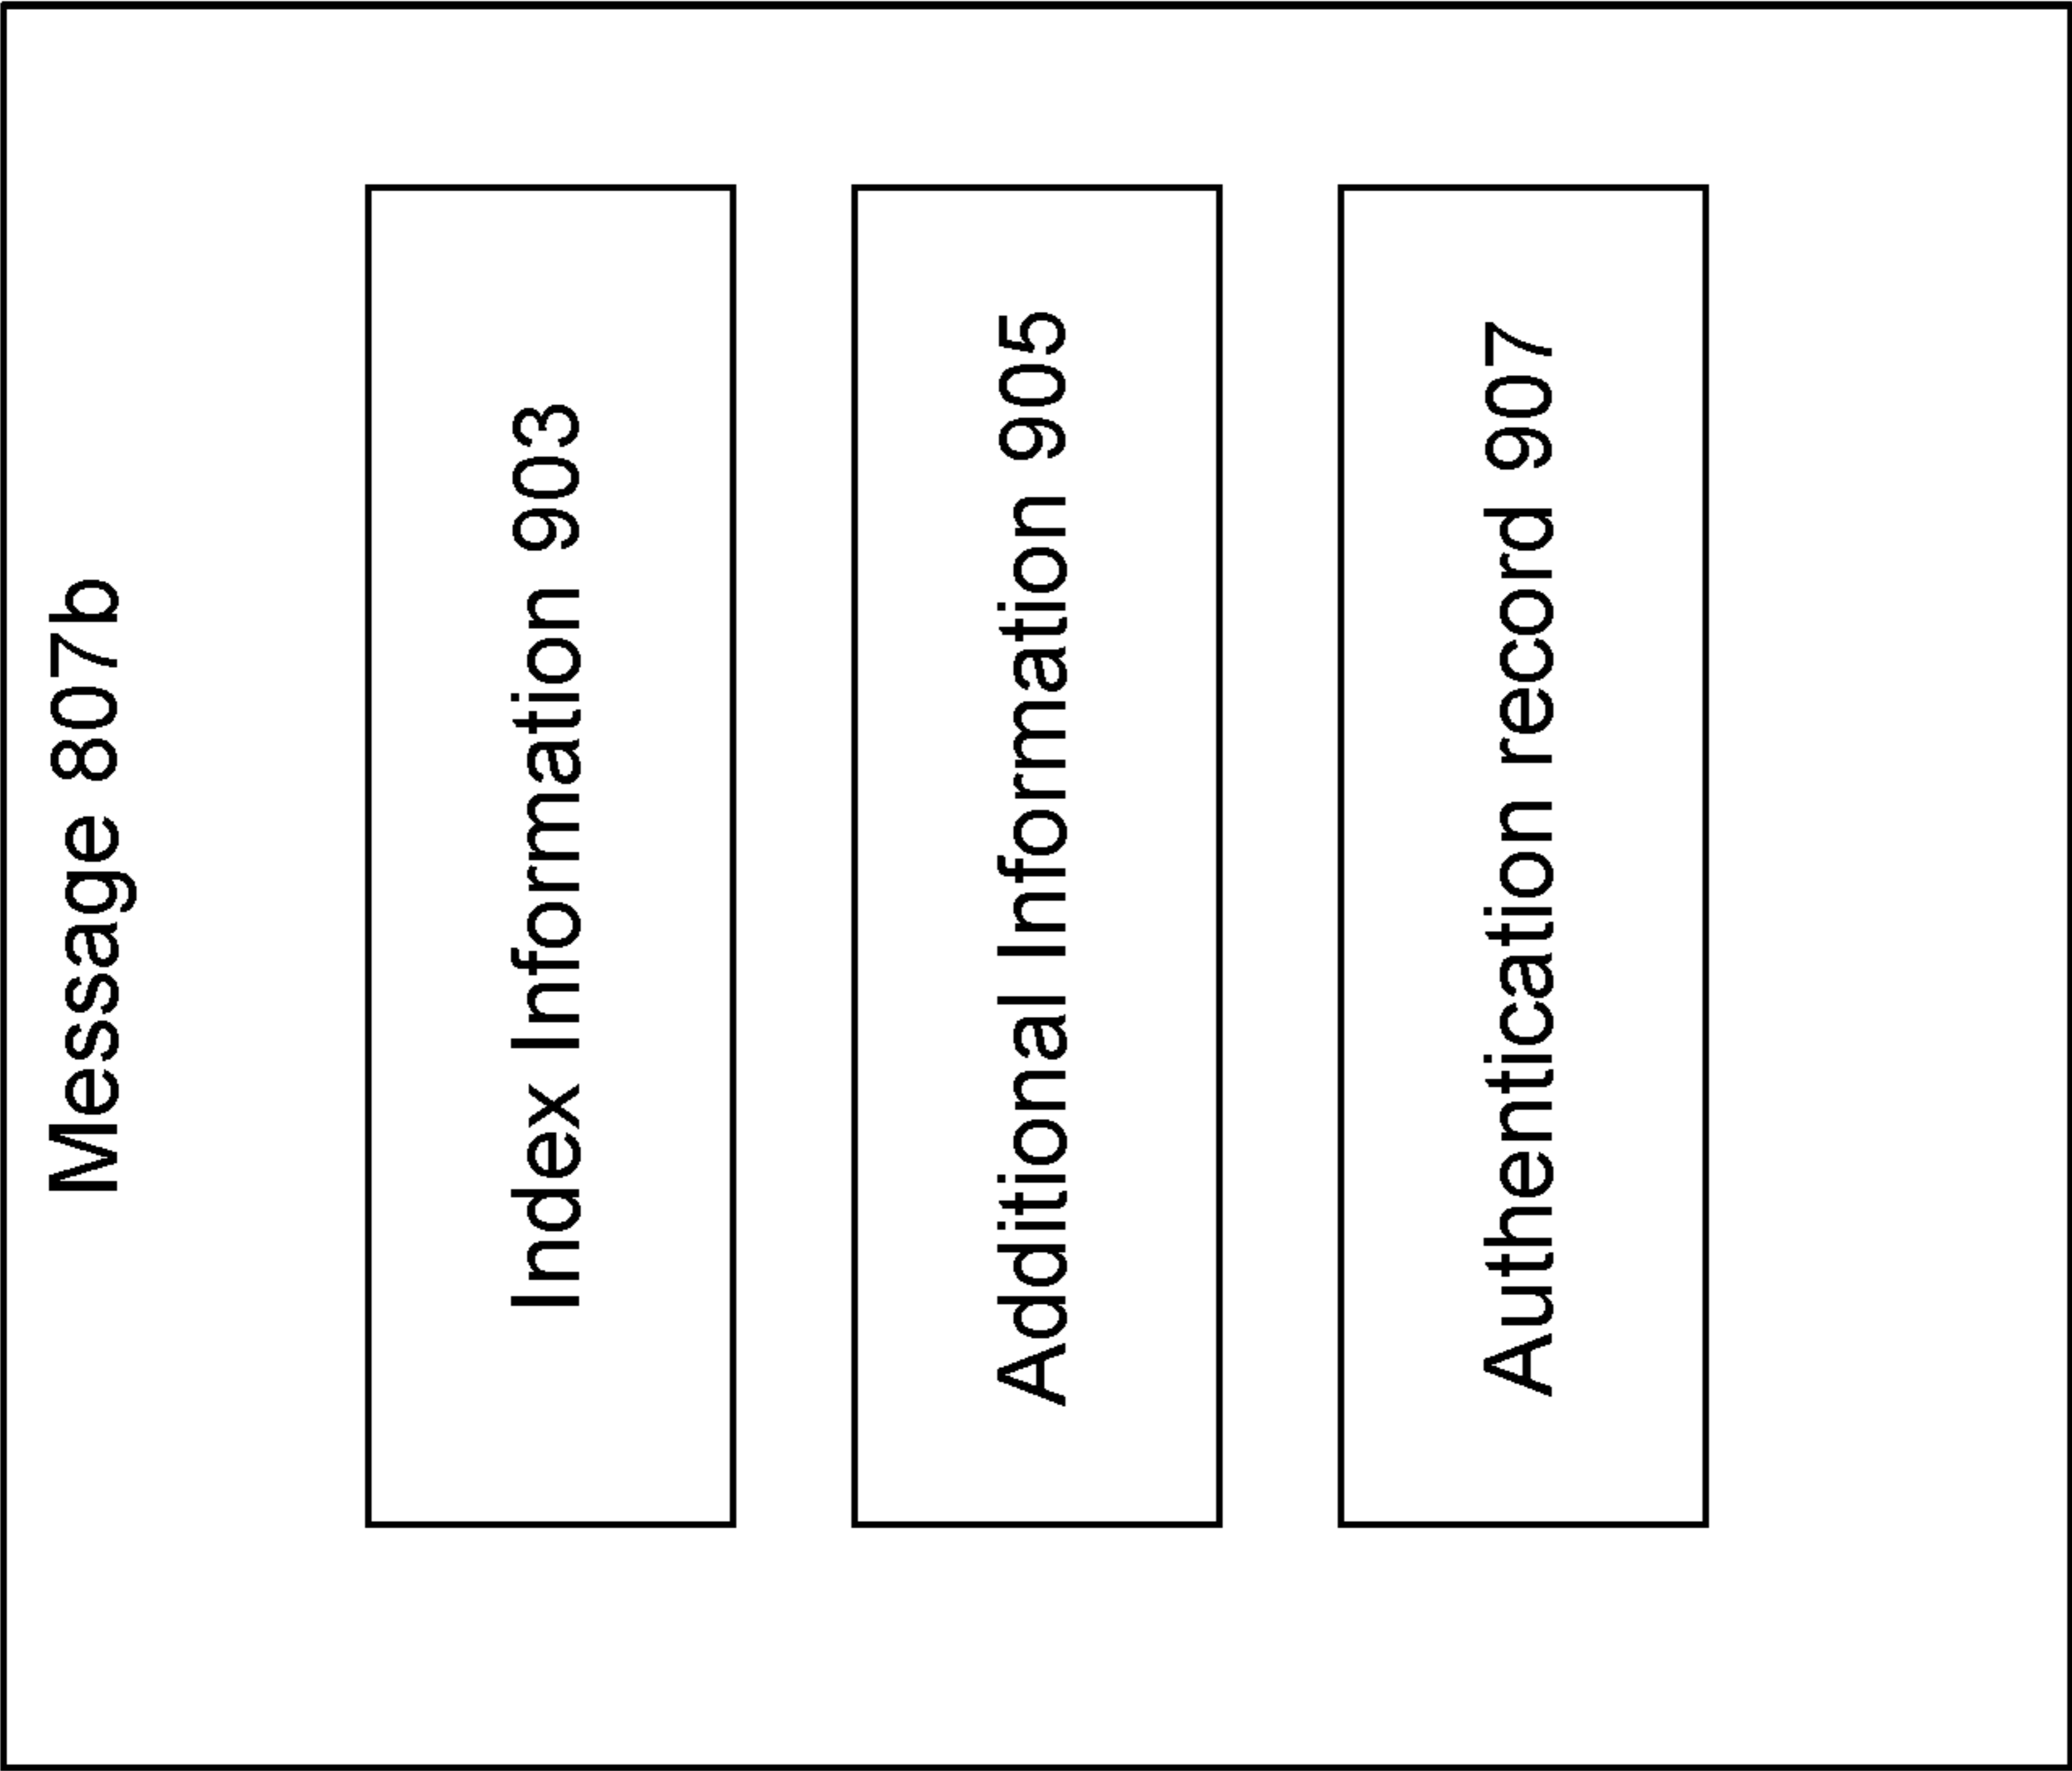 Message 807b
Index Information 903
Additional Information 905
Authentication record 907